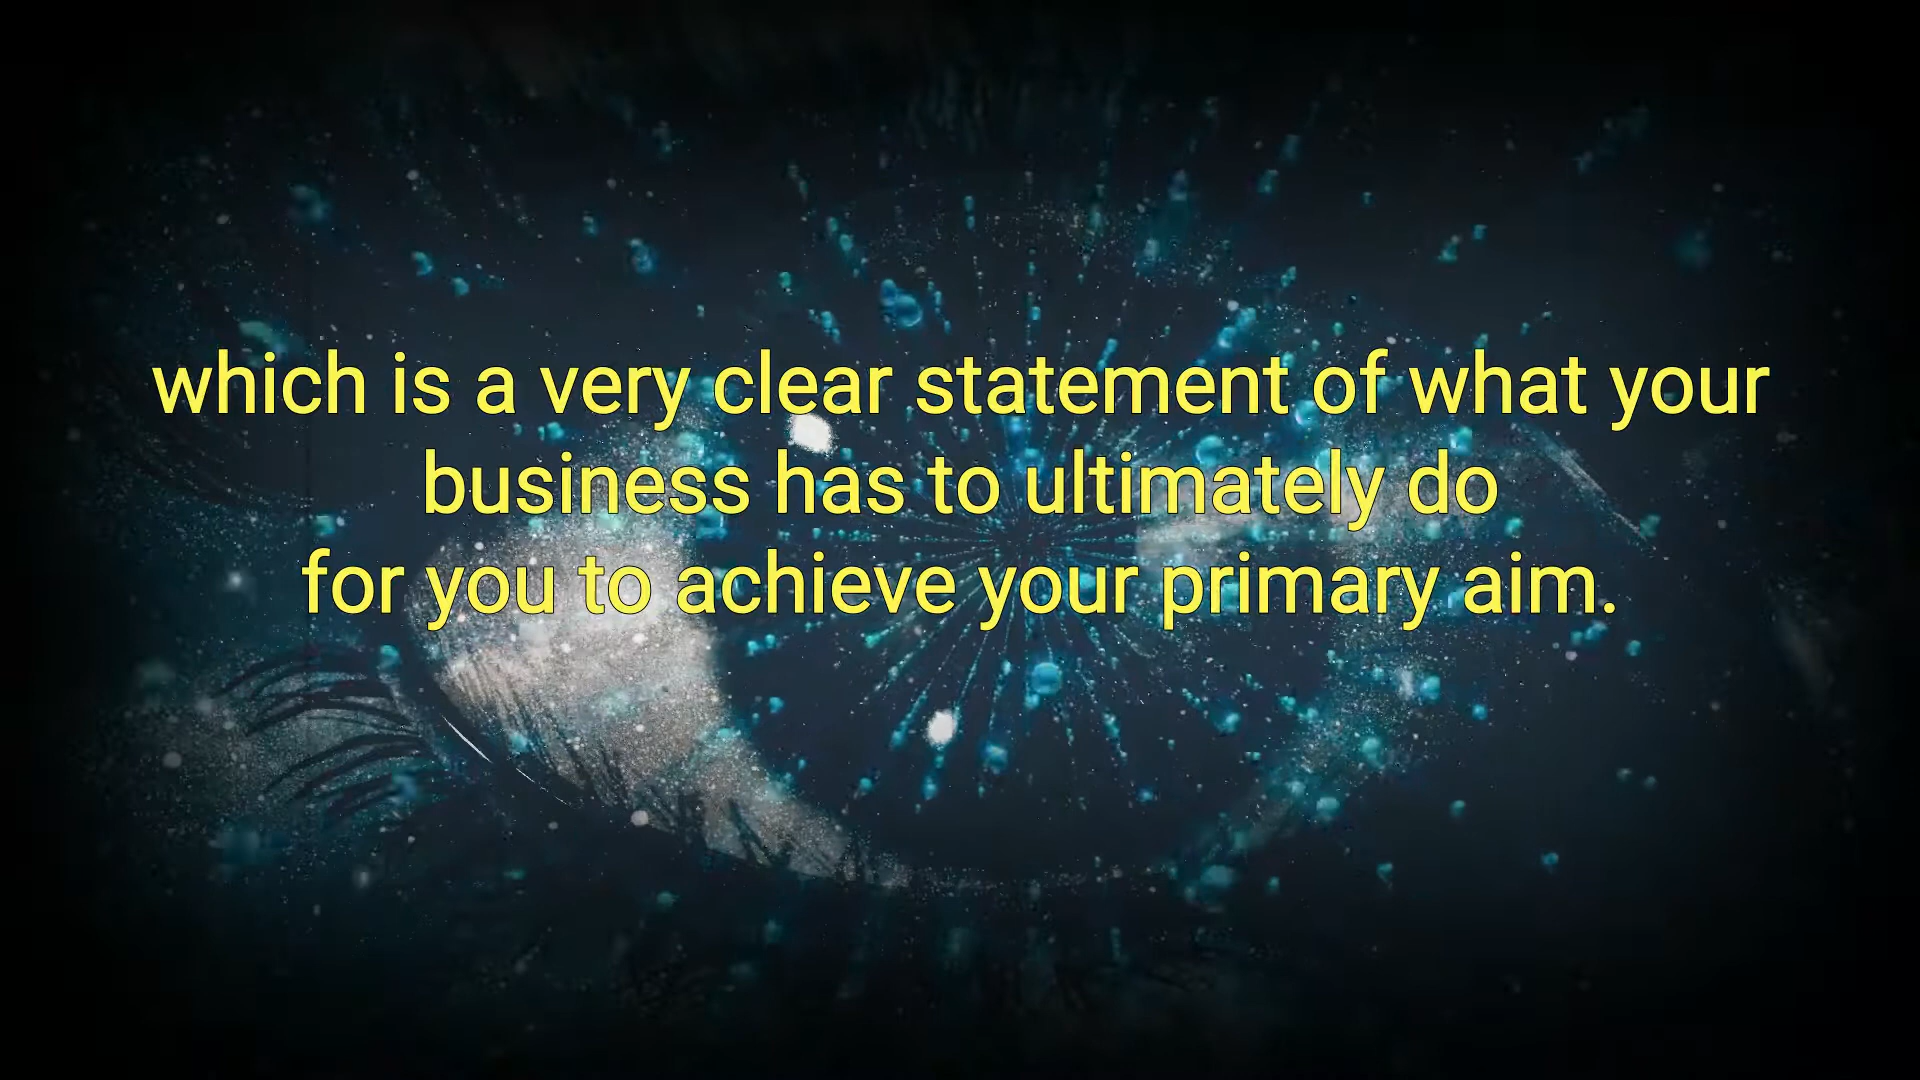 which is a very clear statement of what your
business has to ultimately do
for you to achieve your primary aim.